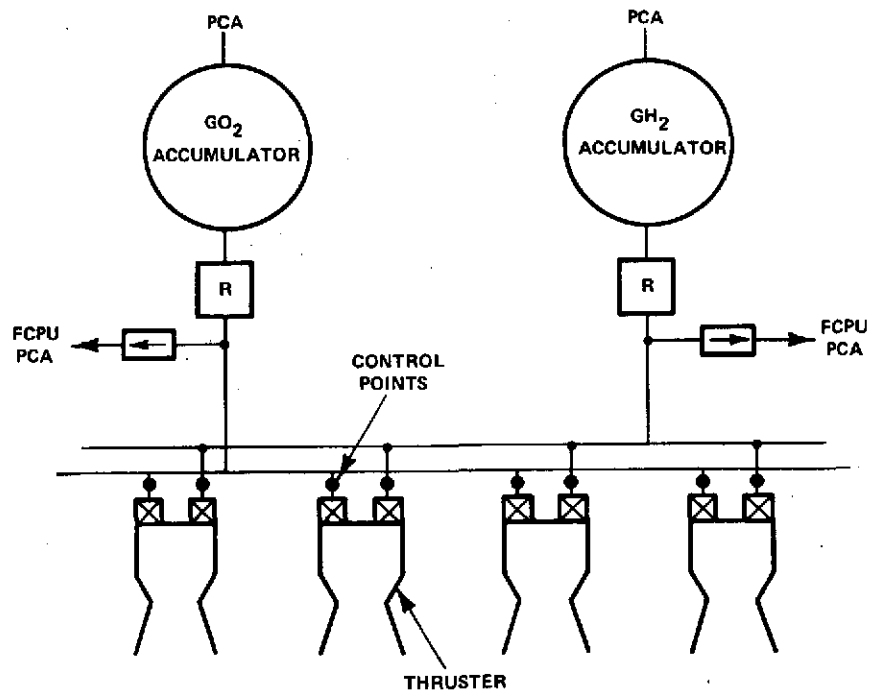 PCA
PCA
GO2
ACCUMULATOR
GH2
ACCUMULATOR
R
R
FCPU
PCA
FCPU
PCA
CONTROL
POINTS
THRUSTER